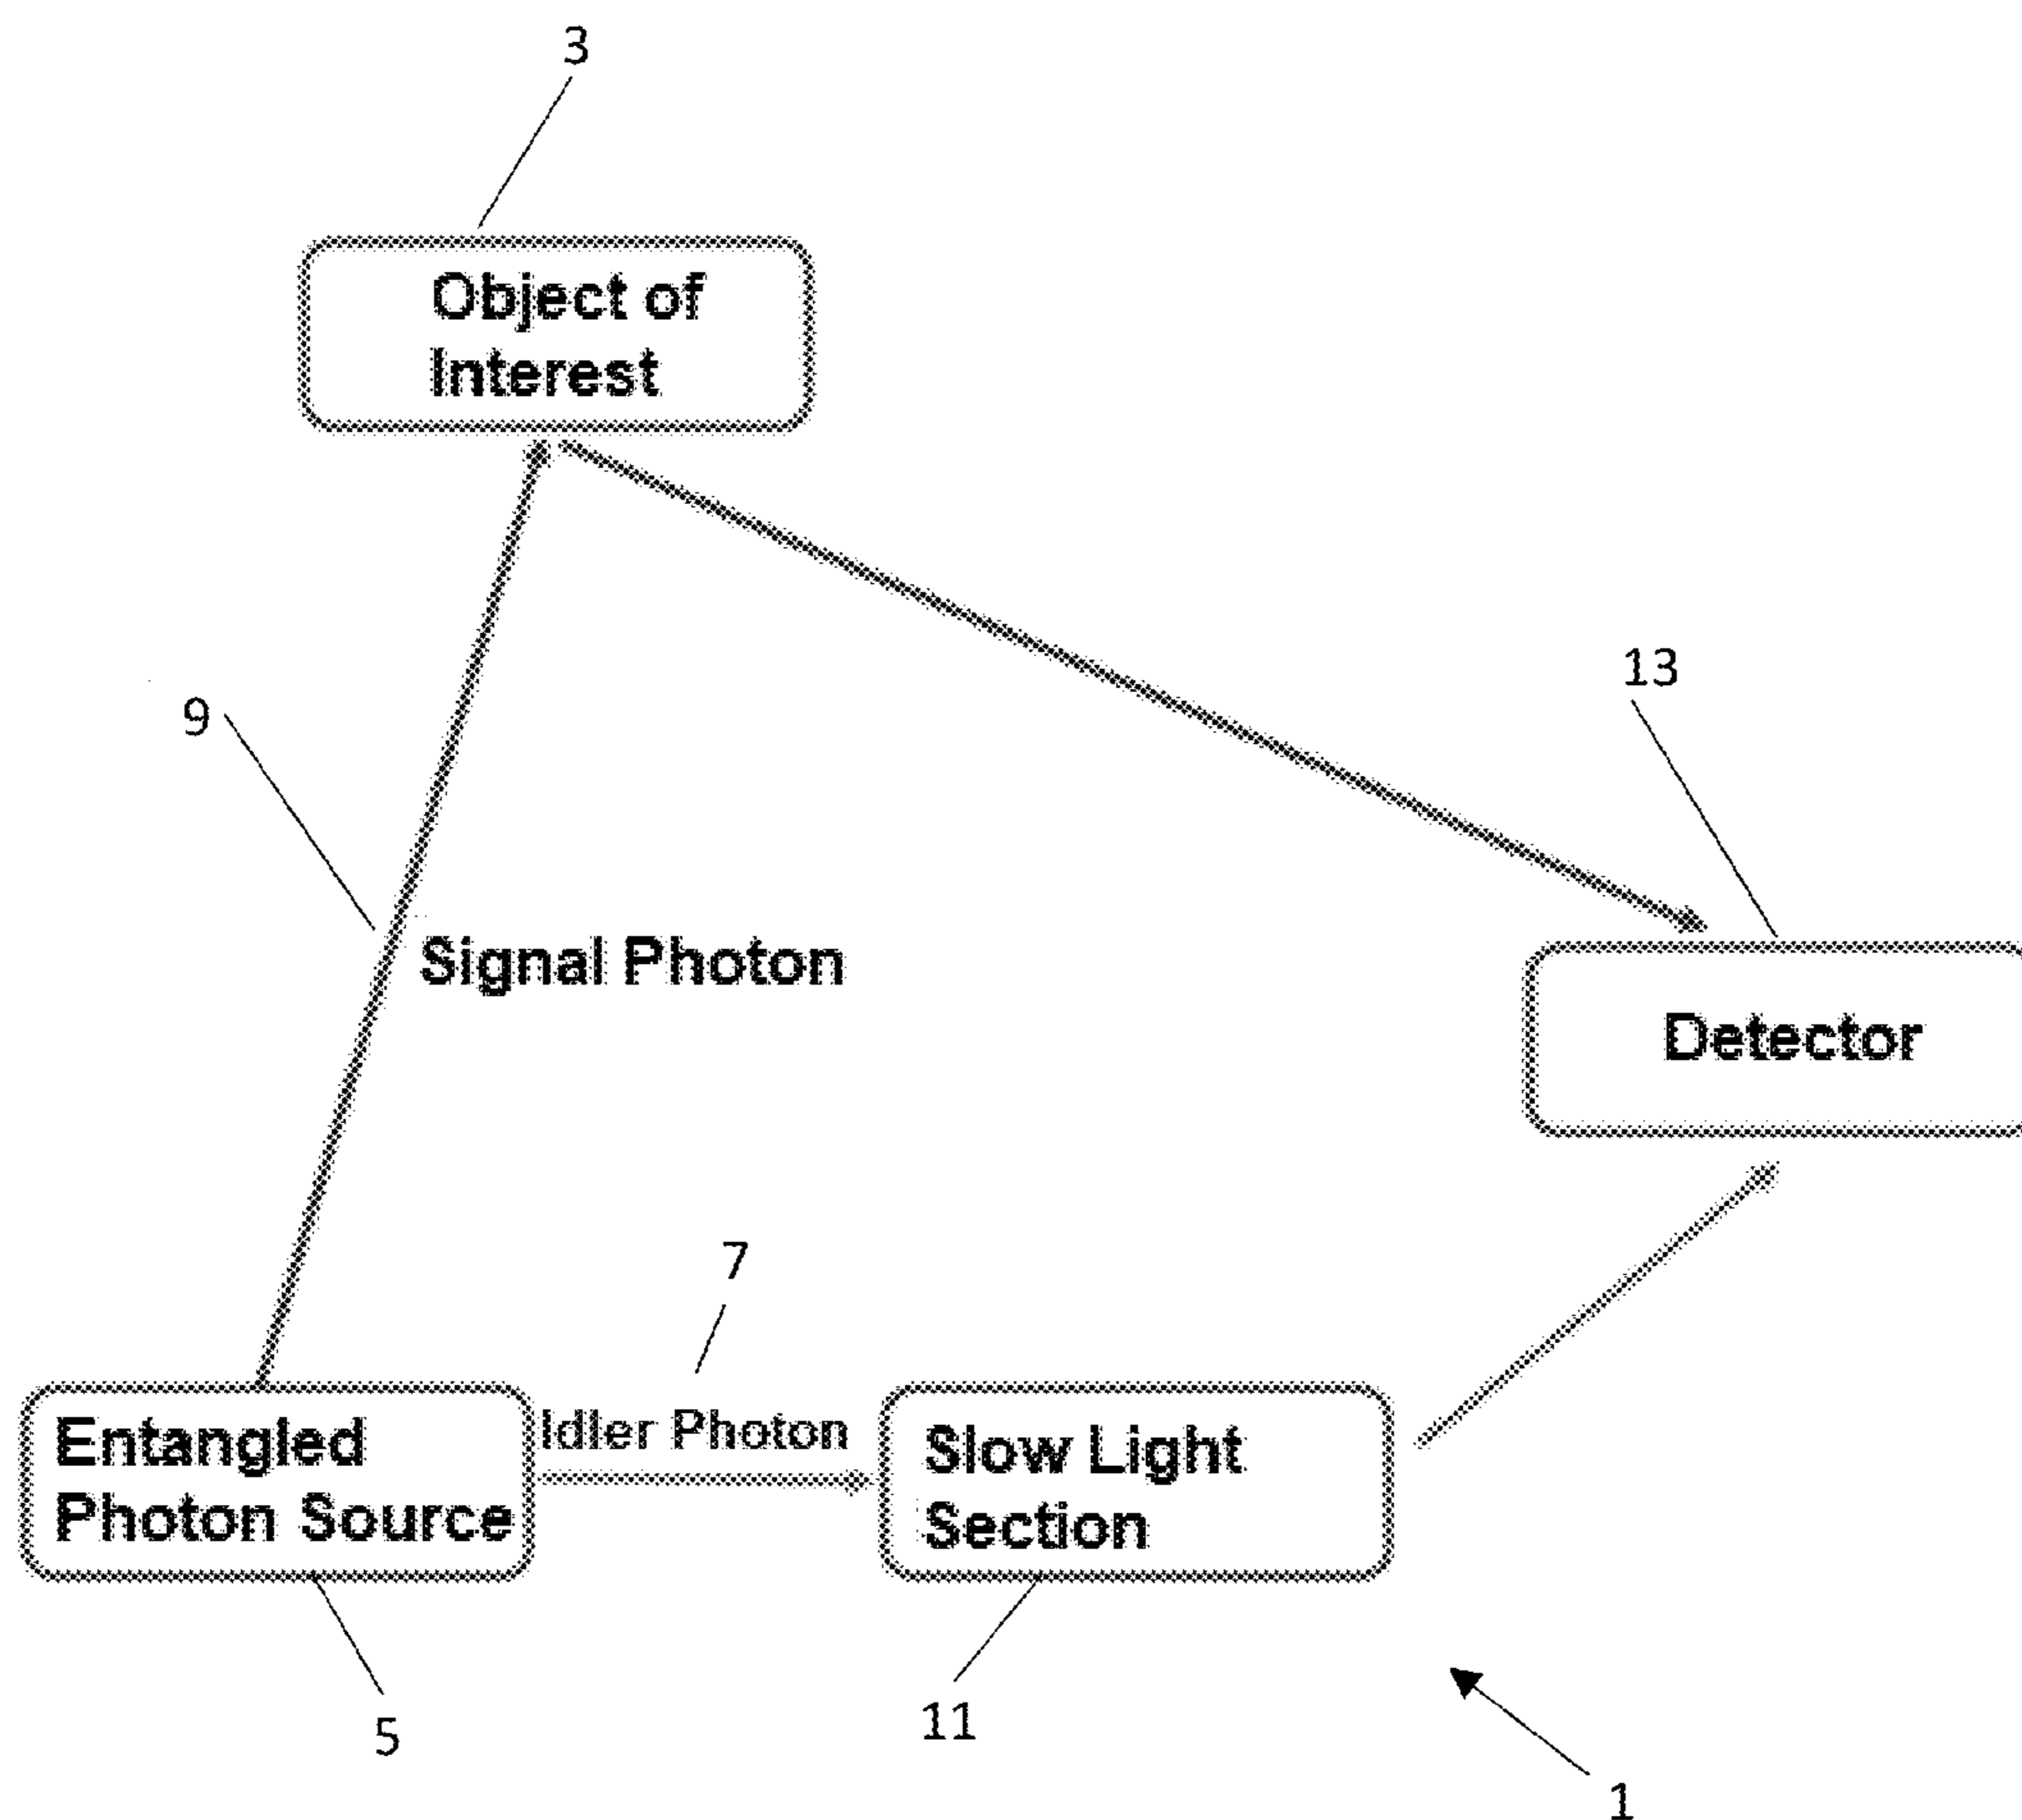 3
Object of
Interest
13
9
Signal Photon
Detector
7
Idler Photon
Entangled
Photon Source
Slow Light
Section
5
11
1